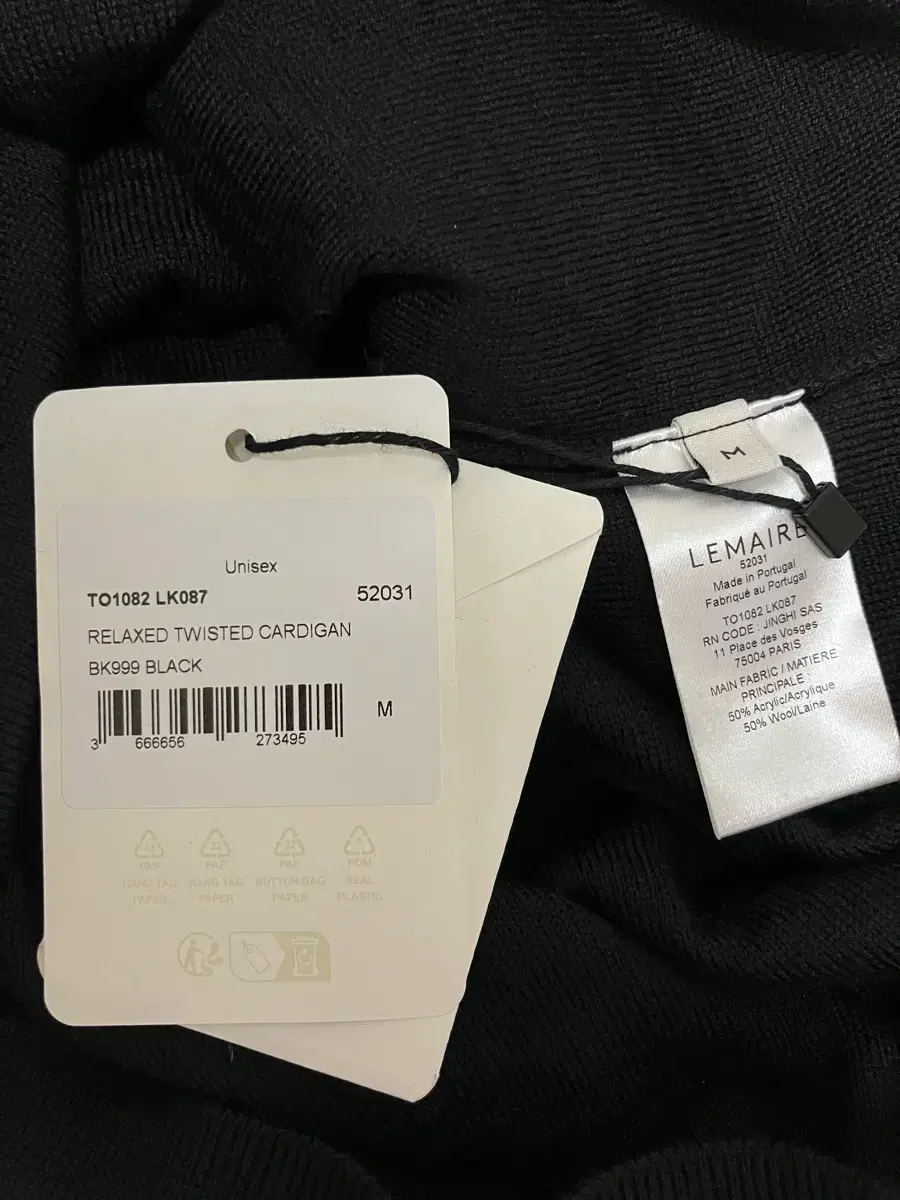 Unisex
TO1082 LK087 52031
RELAXED TWISTED CARDIGAN
BK999 BLACK
M
3 666656 273495
PAP PAP PAP
HANG TAG HANG TAG BUTTON BAG SEAL
PAPER PAPER PAPER PLASTIC
M
LEMAIRE
52031
Made in Portugal
Fabriqué au Portugal
TO1082 LK087
RN CODE : JINGHI SAS
11 Place des Vosges
75004 PARIS
MAIN FABRIC / MATIERE
PRINCIPALE :
50% Acrylic/Acrylique
50% Wool/Laine